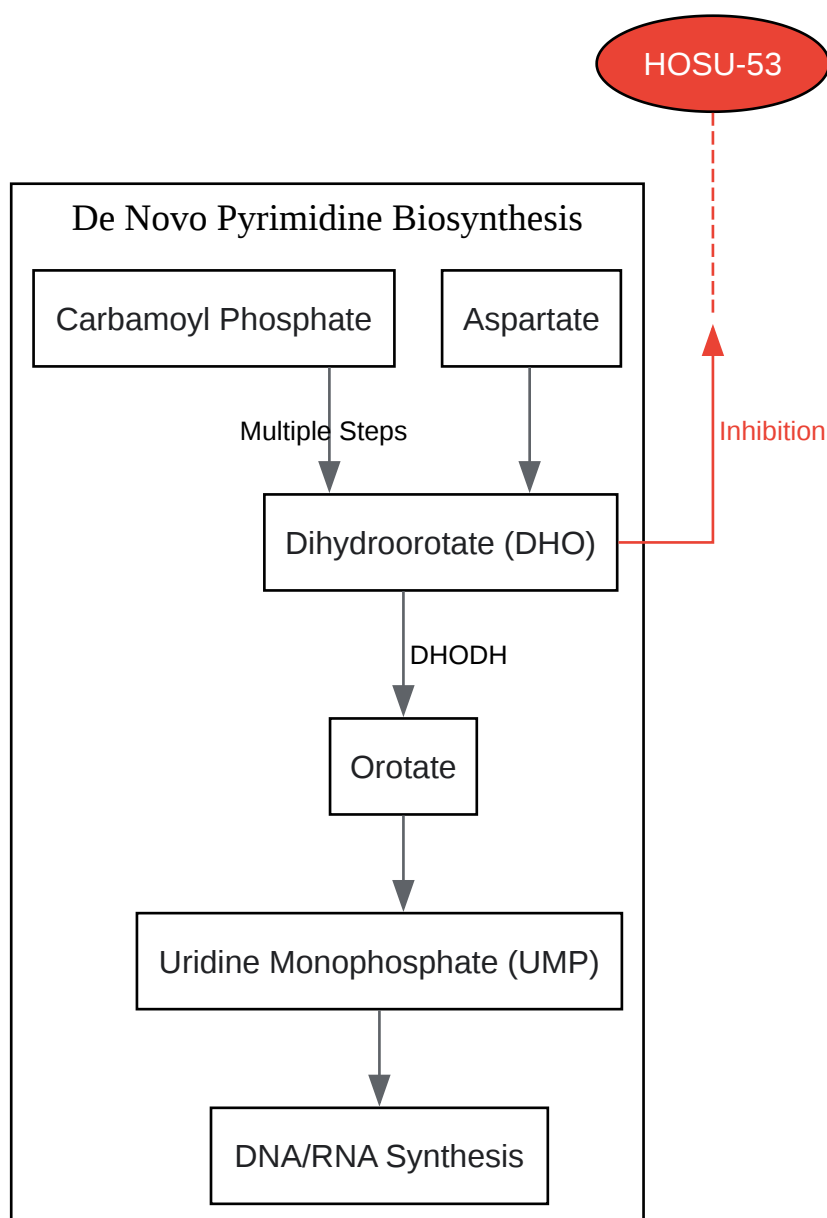 HOSU-53
De Novo Pyrimidine Biosynthesis
Carbamoyl Phosphate
Aspartate
Multiple Steps
Inhibition
Dihydroorotate (DHO)
DHODH
Orotate
Uridine Monophosphate (UMP)
DNA/RNA Synthesis